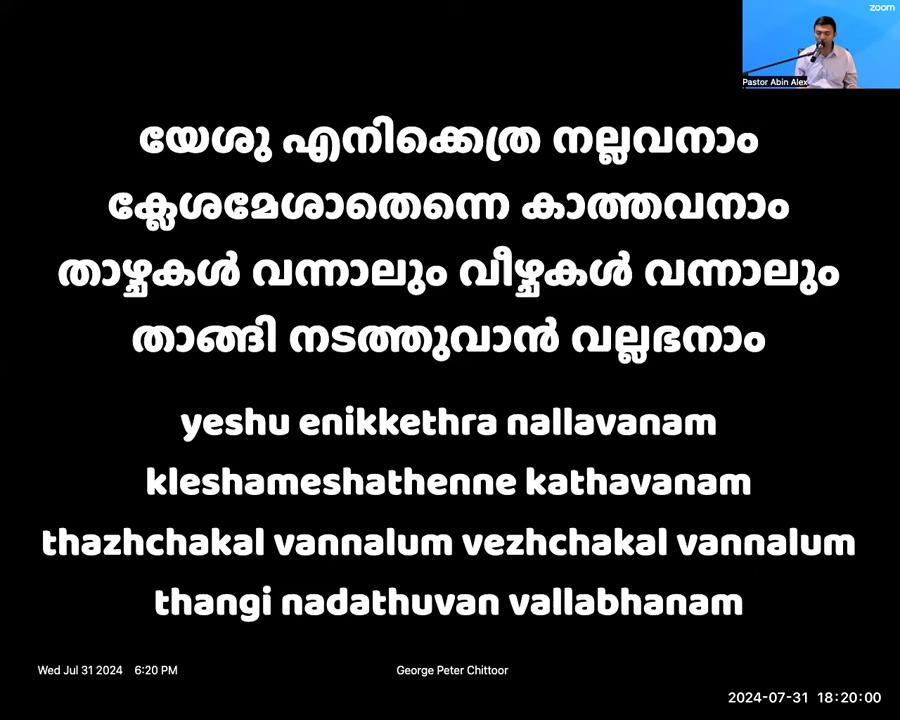 zoom
Pastor Abin Alex
യേശു എനിക്കെത്ര നല്ലവനാം
ക്ലേശമേശാതെന്നെ കാത്തവനാം
താഴ്ചകൾ വന്നാലും വീഴ്ചകൾ വന്നാലും
താങ്ങി നടത്തുവാൻ വല്ലഭനാം
yeshu enikkethra nallavanam
kleshameshathenne kathavanam
thazhchakal vannalum vezhchakal vannalum
thangi nadathuvan vallabhanam
Wed Jul 31 2024 6:20 PM George Peter Chittoor
2024-07-31 18:20:00